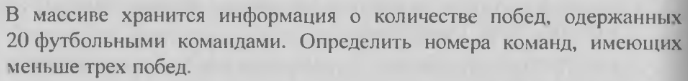 В массиве хранится информация о количестве побед, одержанных
20 футбольными командами. Определить номера команд, имеющих
меньше трех побед.